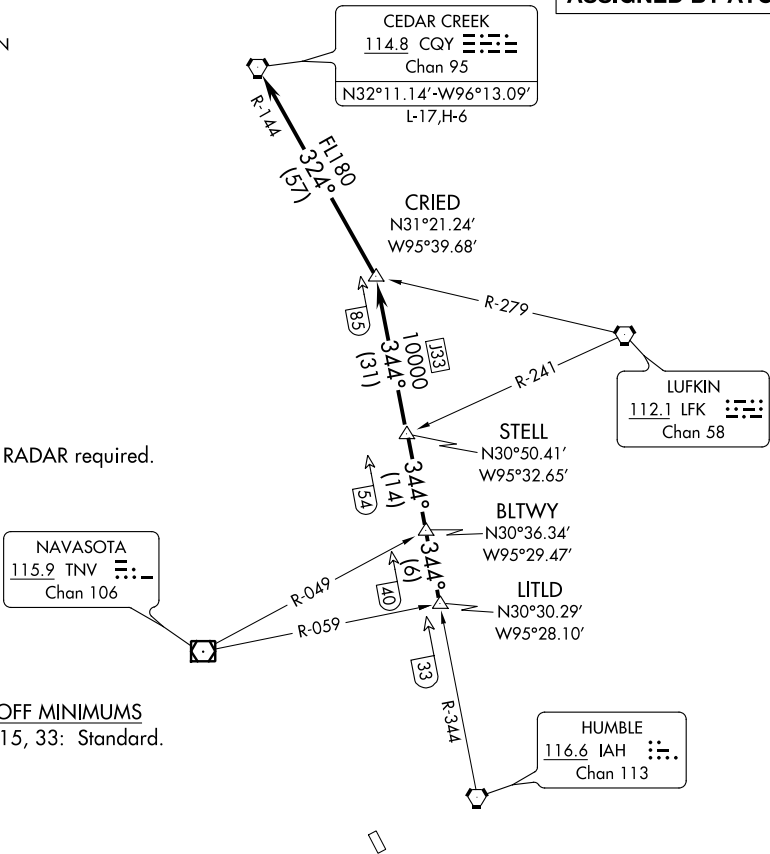 ASSIGNED BY ATC
N
CEDAR CREEK
114.8 CQY
Chan 95
N32°11.14'-W96°13.09'
L-17,H-6
R-144
FL180
324°
(57)
CRIED
N31°21.24'
W95°39.68'
85
R-279
J33
10000
344°
(31)
R-241
LUFKIN
112.1 LFK
Chan 58
STELL
N30°50.41'
W95°32.65'
RADAR required.
54
344°
(14)
BLTWY
N30°36.34'
W95°29.47'
NAVASOTA
115.9 TNV
Chan 106
R-049
40
344°
(6)
LITLD
N30°30.29'
W95°28.10'
R-059
33
R-344
OFF MINIMUMS
15, 33: Standard.
HUMBLE
116.6 IAH
Chan 113